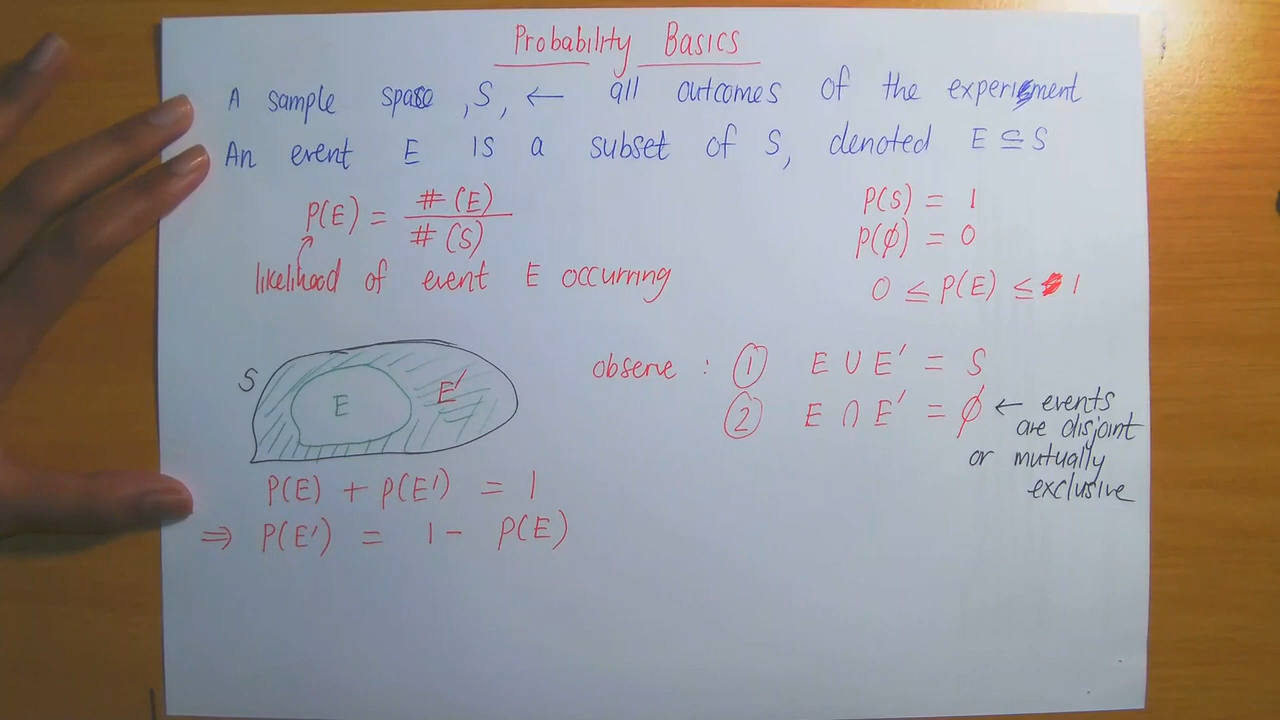 Probability Basics
A sample space, S, ← all outcomes of the experiment
An event E is a subset of S, denoted E ⊆ S
P(E) = #(E) / #(S)
likelihood of event E occurring
P(S) = 1
P(∅) = 0
0 ≤ P(E) ≤ 1
S
E
E'
observe : ① E ∪ E' = S
② E ∩ E' = ∅ ← events
are disjoint
or mutually
exclusive
P(E) + P(E') = 1
⇒ P(E') = 1 - P(E)